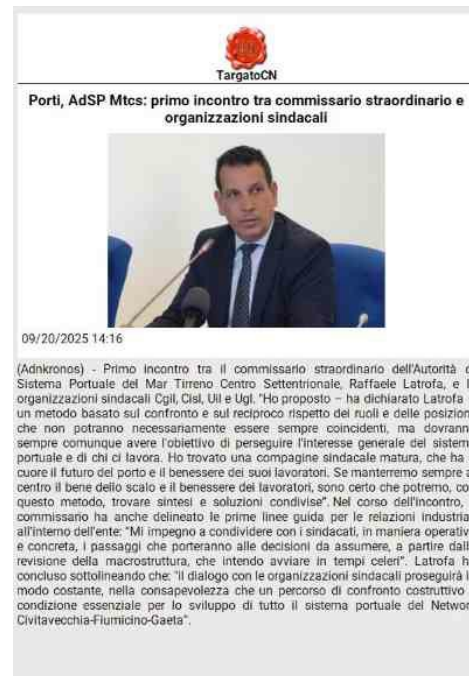 TargatoCN
Porti, AdSP Mtcs: primo incontro tra commissario straordinario e
organizzazioni sindacali
09/20/2025 14:16
(Adnkronos) - Primo incontro tra il commissario straordinario dell'Autorità
Sistema Portuale del Mar Tirreno Centro Settentrionale, Raffaele Latrofa, e
organizzazioni sindacali Cgil, Cisl, Uil e Ugl. "Ho proposto – ha dichiarato Latrofa
un metodo basato sul confronto e sul reciproco rispetto dei ruoli e delle posizion
che non potranno necessariamente essere sempre coincidenti, ma dovrann
sempre comunque avere l'obiettivo di perseguire l'interesse generale del sistem
portuale e di chi ci lavora. Ho trovato una compagine sindacale matura, che ha
cuore il futuro del porto e il benessere dei suoi lavoratori. Se manterremo sempre a
centro il bene dello scalo e il benessere dei lavoratori, sono certo che potremo, co
questo metodo, trovare sintesi e soluzioni condivise". Nel corso dell'incontro,
commissario ha anche delineato le prime linee guida per le relazioni industria
all'interno dell'ente: "Mi impegno a condividere con i sindacati, in maniera operativ
e concreta, i passaggi che porteranno alle decisioni da assumere, a partire dall
revisione della macrostruttura, che intendo avviare in tempi celeri". Latrofa h
concluso sottolineando che: "il dialogo con le organizzazioni sindacali proseguirà i
modo costante, nella consapevolezza che un percorso di confronto costruttivo
condizione essenziale per lo sviluppo di tutto il sistema portuale del Networ
Civitavecchia-Fiumicino-Gaeta".